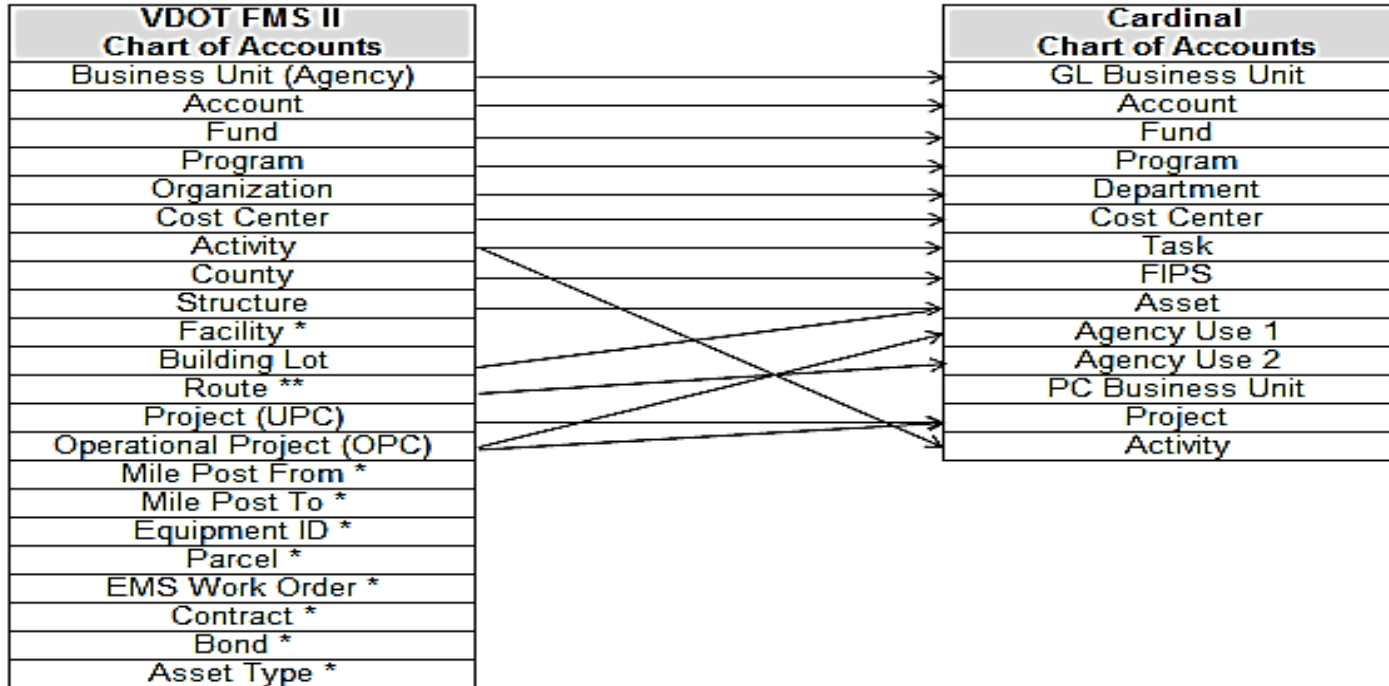 VDOT FMS II
Chart of Accounts
Business Unit (Agency)
Account
Fund
Program
Organization
Cost Center
Activity
County
Structure
Facility *
Building Lot
Route **
Project (UPC)
Operational Project (OPC)
Mile Post From *
Mile Post To *
Equipment ID *
Parcel *
EMS Work Order *
Contract *
Bond *
Asset Type *
Cardinal
Chart of Accounts
GL Business Unit
Account
Fund
Program
Department
Cost Center
Task
FIPS
Asset
Agency Use 1
Agency Use 2
PC Business Unit
Project
Activity